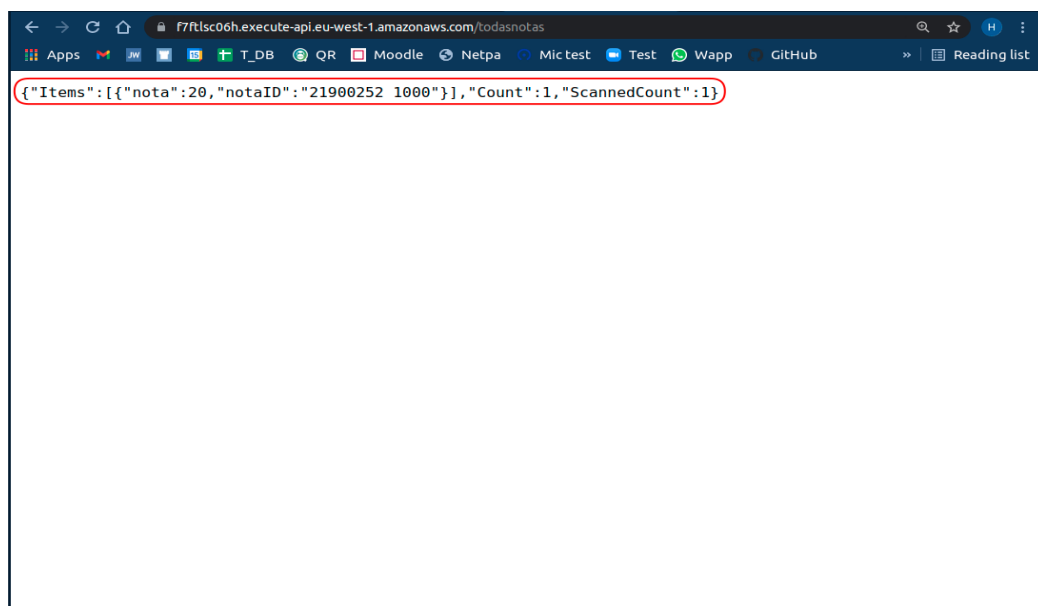 f7ftlsc06h.execute-api.eu-west-1.amazonaws.com/todasnotas H
Apps M JW 15 T_DB QR Moodle Netpa Mic test Test Wapp GitHub » Reading list
{"Items":[{"nota":20,"notaID":"21900252 1000"}],"Count":1,"ScannedCount":1}